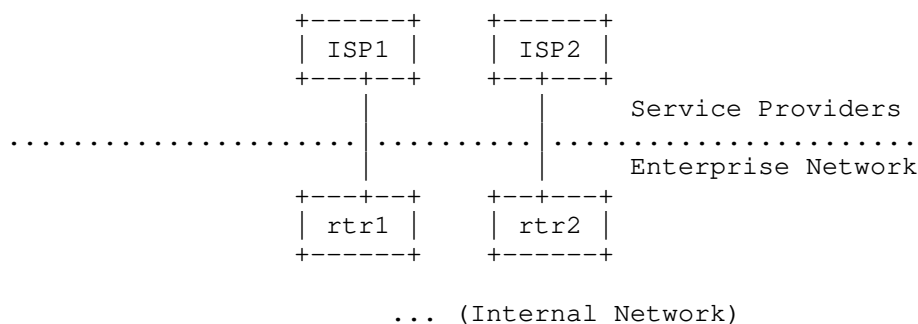 ISP1 ISP2
Service Providers
Enterprise Network
rtr1 rtr2
... (Internal Network)